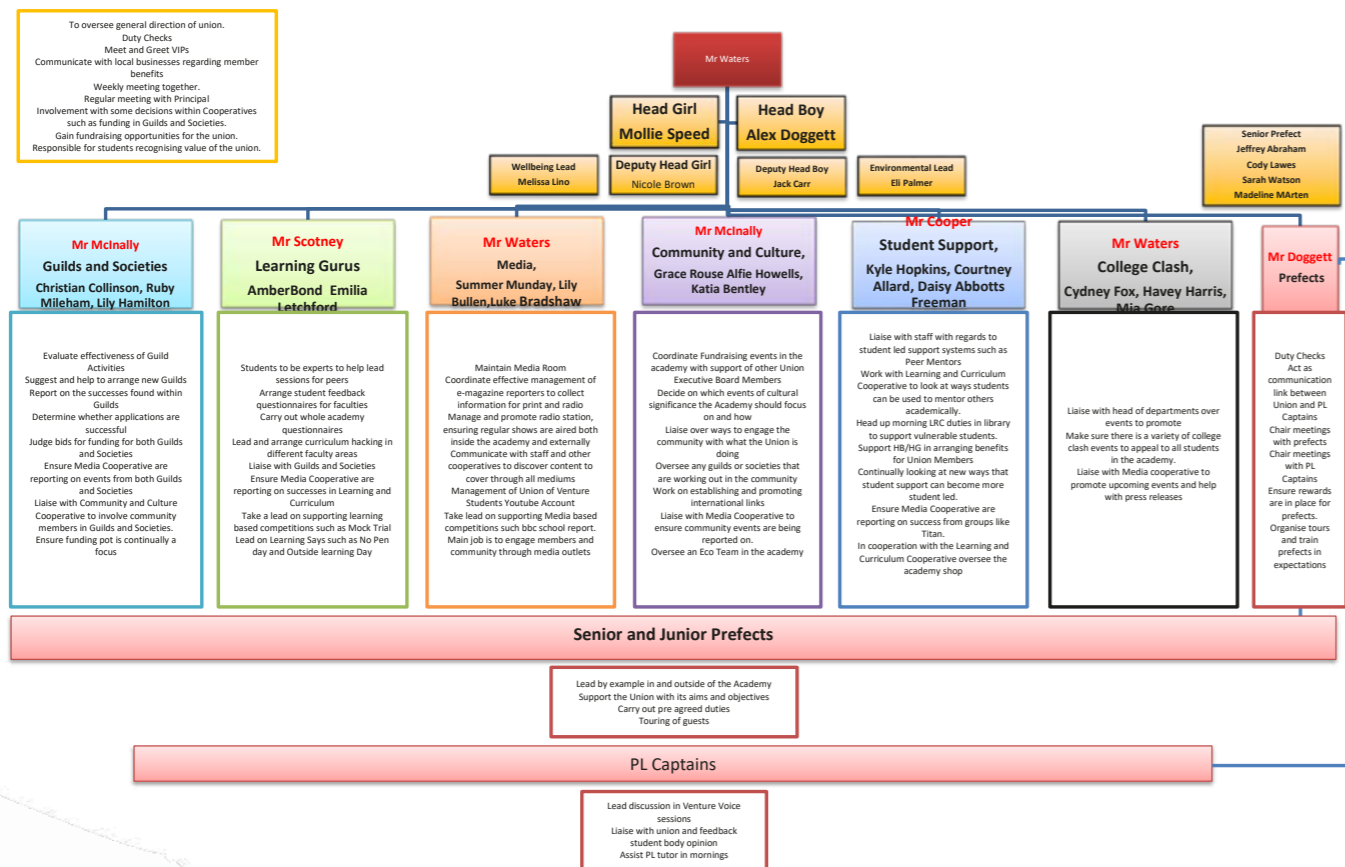 To oversee general direction of union.
Duty Checks
Meet and Greet VIPs
Communicate with local businesses regarding member
benefits
Weekly meeting together.
Regular meeting with Principal
Involvement with some decisions within Cooperatives
such as funding in Guilds and Societies.
Gain fundraising opportunities for the union.
Responsible for students recognising value of the union.
Mr Waters
Head Girl
Mollie Speed
Head Boy
Alex Doggett
Wellbeing Lead
Melissa Lino
Deputy Head Girl
Nicole Brown
Deputy Head Boy
Jack Carr
Environmental Lead
Eli Palmer
Senior Prefect
Jeffrey Abraham
Cody Lawes
Sarah Watson
Madeline MArten
Mr McInally
Guilds and Societies
Christian Collinson, Ruby
Mileham, Lily Hamilton
Mr Scotney
Learning Gurus
AmberBond Emilia
Letchford
Mr Waters
Media,
Summer Munday, Lily
Bullen,Luke Bradshaw
Mr McInally
Community and Culture,
Grace Rouse Alfie Howells,
Katia Bentley
Mr Cooper
Student Support,
Kyle Hopkins, Courtney
Allard, Daisy Abbotts
Freeman
Mr Waters
College Clash,
Cydney Fox, Havey Harris,
Mia Gore
Mr Doggett
Prefects
Evaluate effectiveness of Guild
Activities
Suggest and help to arrange new Guilds
Report on the successes found within
Guilds
Determine whether applications are
successful
Judge bids for funding for both Guilds
and Societies
Ensure Media Cooperative are
reporting on events from both Guilds
and Societies
Liaise with Community and Culture
Cooperative to involve community
members in Guilds and Societies.
Ensure funding pot is continually a
focus
Students to be experts to help lead
sessions for peers
Arrange student feedback
questionnaires for faculties
Carry out whole academy
questionnaires
Lead and arrange curriculum hacking in
different faculty areas
Liaise with Guilds and Societies
Ensure Media Cooperative are
reporting on successes in Learning and
Curriculum
Take a lead on supporting learning
based competitions such as Mock Trial
Lead on Learning Says such as No Pen
day and Outside learning Day
Maintain Media Room
Coordinate effective management of
e-magazine reporters to collect
information for print and radio
Manage and promote radio station,
ensuring regular shows are aired both
inside the academy and externally
Communicate with staff and other
cooperatives to discover content to
cover through all mediums
Management of Union of Venture
Students Youtube Account
Take lead on supporting Media based
competitions such bbc school report.
Main job is to engage members and
community through media outlets
Coordinate Fundraising events in the
academy with support of other Union
Executive Board Members
Decide on which events of cultural
significance the Academy should focus
on and how
Liaise over ways to engage the
community with what the Union is
doing
Oversee any guilds or societies that
are working out in the community
Work on establishing and promoting
international links
Liaise with Media Cooperative to
ensure community events are being
reported on.
Oversee an Eco Team in the academy
Liaise with staff with regards to
student led support systems such as
Peer Mentors
Work with Learning and Curriculum
Cooperative to look at ways students
can be used to mentor others
academically.
Head up morning LRC duties in library
to support vulnerable students.
Support HB/HG in arranging benefits
for Union Members
Continually looking at new ways that
student support can become more
student led.
Ensure Media Cooperative are
reporting on success from groups like
Titan.
In cooperation with the Learning and
Curriculum Cooperative oversee the
academy shop
Liaise with head of departments over
events to promote
Make sure there is a variety of college
clash events to appeal to all students
in the academy.
Liaise with Media cooperative to
promote upcoming events and help
with press releases
Duty Checks
Act as
communication
link between
Union and PL
Captains
Chair meetings
with prefects
Chair meetings
with PL
Captains
Ensure rewards
are in place for
prefects.
Organise tours
and train
prefects in
expectations
Senior and Junior Prefects
Lead by example in and outside of the Academy
Support the Union with its aims and objectives
Carry out pre agreed duties
Touring of guests
PL Captains
Lead discussion in Venture Voice
sessions
Liaise with union and feedback
student body opinion
Assist PL tutor in mornings